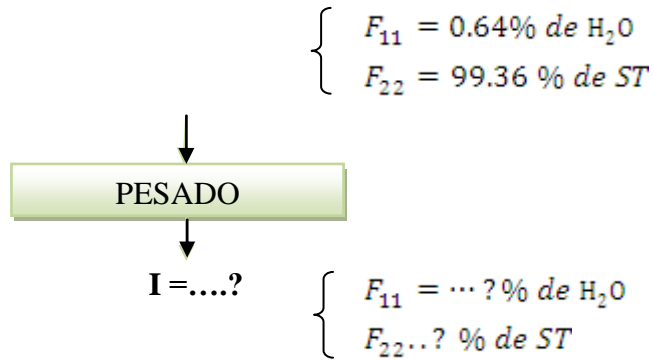 F₁₁ = 0.64% de H₂O
F₂₂ = 99.36 % de ST
PESADO
I =….?
F₁₁ = ⋯ ? % de H₂O
F₂₂..? % de ST